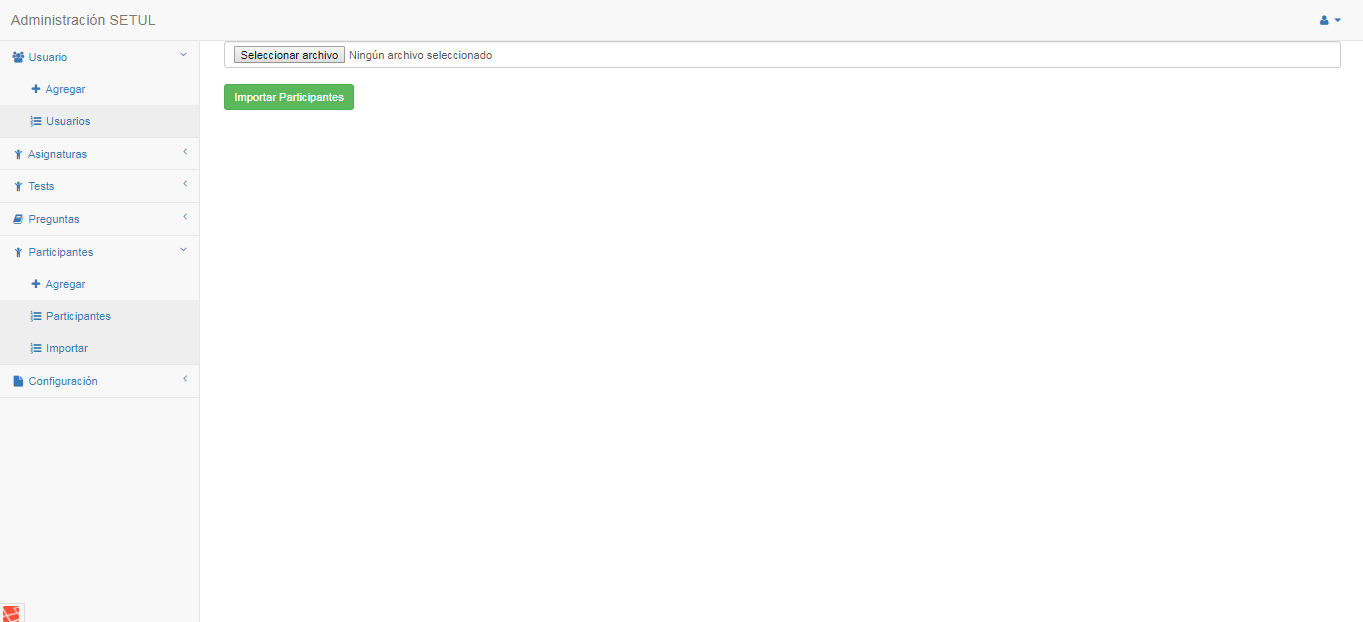 Administración SETUL
Seleccionar archivo Ningún archivo seleccionado
Importar Participantes
Usuario
Agregar
Usuarios
Asignaturas
Tests
Preguntas
Participantes
Agregar
Participantes
Importar
Configuración